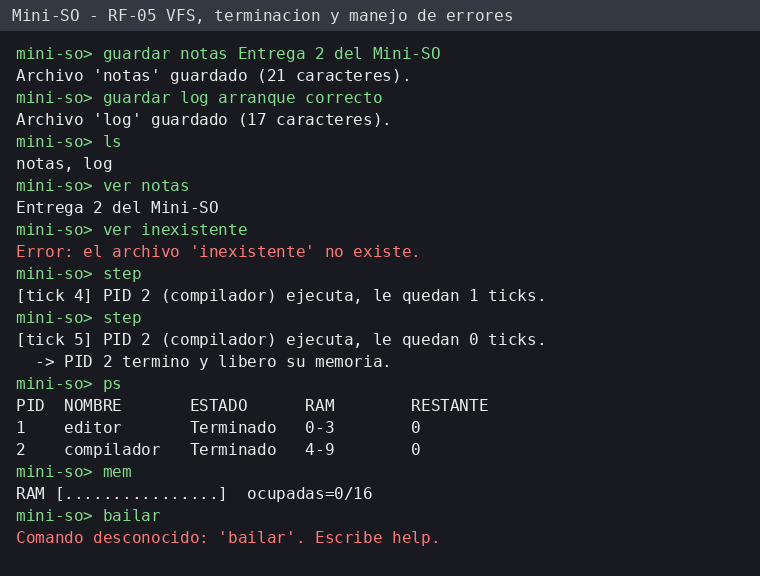 Mini-SO - RF-05 VFS, terminacion y manejo de errores
mini-so> guardar notas Entrega 2 del Mini-SO
Archivo 'notas' guardado (21 caracteres).
mini-so> guardar log arranque correcto
Archivo 'log' guardado (17 caracteres).
mini-so> ls
notas, log
mini-so> ver notas
Entrega 2 del Mini-SO
mini-so> ver inexistente
Error: el archivo 'inexistente' no existe.
mini-so> step
[tick 4] PID 2 (compilador) ejecuta, le quedan 1 ticks.
mini-so> step
[tick 5] PID 2 (compilador) ejecuta, le quedan 0 ticks.
  -> PID 2 termino y libero su memoria.
mini-so> ps
PID  NOMBRE       ESTADO      RAM        RESTANTE
1    editor       Terminado   0-3        0
2    compilador   Terminado   4-9        0
mini-so> mem
RAM [................]  ocupadas=0/16
mini-so> bailar
Comando desconocido: 'bailar'. Escribe help.